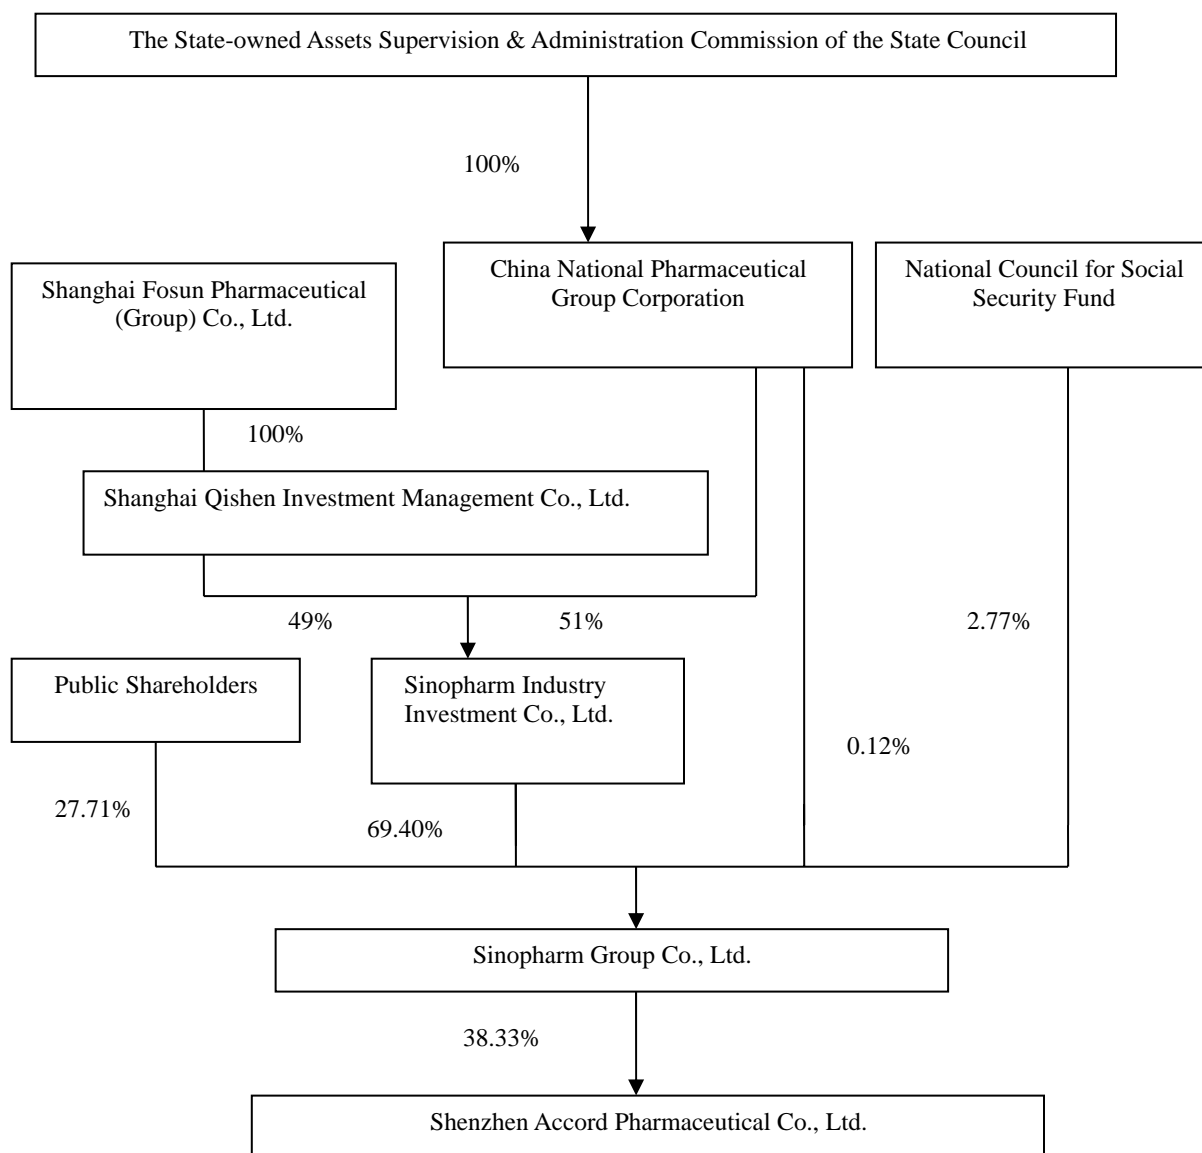 The State-owned Assets Supervision & Administration Commission of the State Council
100%
China National Pharmaceutical
Group Corporation
National Council for Social
Security Fund
Shanghai Fosun Pharmaceutical
(Group) Co., Ltd.
100%
Shanghai Qishen Investment Management Co., Ltd.
49%
51%
2.77%
Public Shareholders
Sinopharm Industry
Investment Co., Ltd.
0.12%
27.71%
69.40%
Sinopharm Group Co., Ltd.
38.33%
Shenzhen Accord Pharmaceutical Co., Ltd.